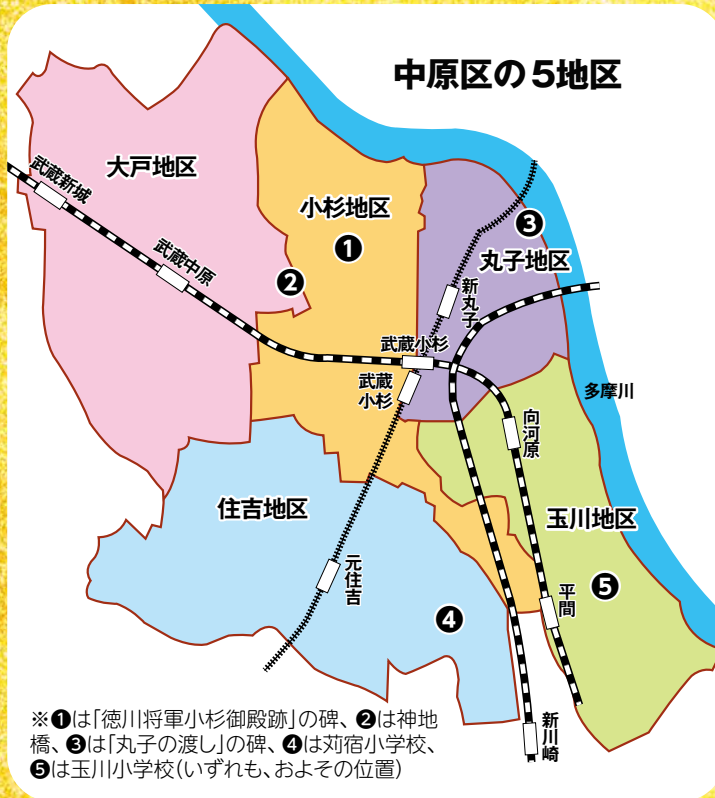 中原区の5地区
大戸地区
武蔵新城
武蔵中原
小杉地区
❶
❷
❸
丸子地区
新丸子
武蔵小杉
武蔵
小杉
多摩川
向河原
住吉地区
玉川地区
元住吉
平間
❺
❹
新川崎
※❶は「徳川将軍小杉御殿跡」の碑、❷は神地
橋、❸は「丸子の渡し」の碑、❹は苅宿小学校、
❺は玉川小学校(いずれも、およその位置)